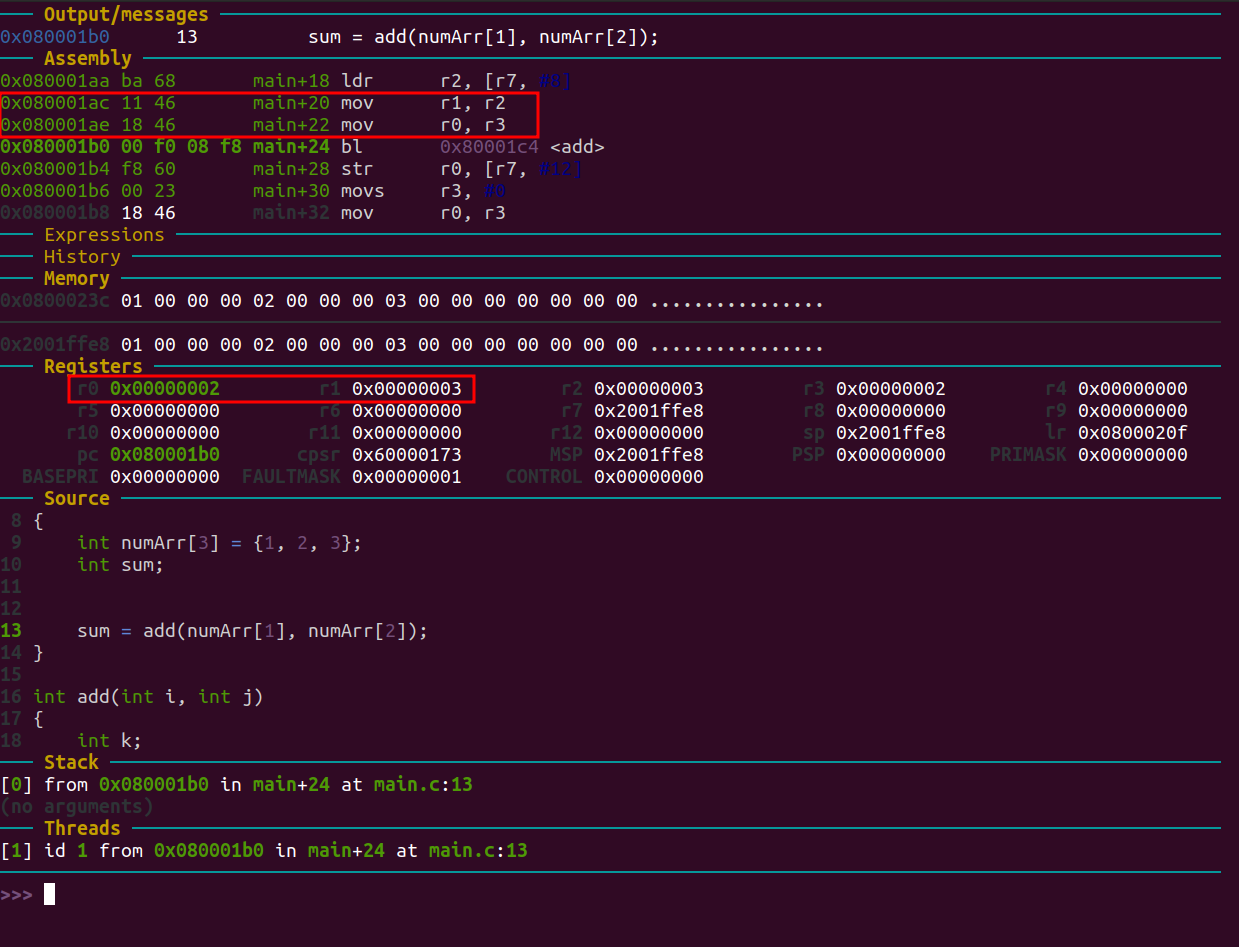 Output/messages
0x080001b0 13 sum = add(numArr[1], numArr[2]);
Assembly
0x080001aa ba 68 main+18 ldr r2, [r7, #8]
0x080001ac 11 46 main+20 mov r1, r2
0x080001ae 18 46 main+22 mov r0, r3
0x080001b0 00 f0 08 f8 main+24 bl 0x80001c4 <add>
0x080001b4 f8 60 main+28 str r0, [r7, #12]
0x080001b6 00 23 main+30 movs r3, #0
0x080001b8 18 46 main+32 mov r0, r3
Expressions
History
Memory
0x0800023c 01 00 00 00 02 00 00 00 03 00 00 00 00 00 00 00 ................
0x2001ffe8 01 00 00 00 02 00 00 00 03 00 00 00 00 00 00 00 ................
Registers
r0 0x00000002 r1 0x00000003 r2 0x00000003 r3 0x00000002 r4 0x00000000
r5 0x00000000 r6 0x00000000 r7 0x2001ffe8 r8 0x00000000 r9 0x00000000
r10 0x00000000 r11 0x00000000 r12 0x00000000 sp 0x2001ffe8 lr 0x0800020f
pc 0x080001b0 cpsr 0x60000173 MSP 0x2001ffe8 PSP 0x00000000 PRIMASK 0x00000000
BASEPRI 0x00000000 FAULTMASK 0x00000001 CONTROL 0x00000000
Source
8 {
9 int numArr[3] = {1, 2, 3};
10 int sum;
11
12
13 sum = add(numArr[1], numArr[2]);
14 }
15
16 int add(int i, int j)
17 {
18 int k;
Stack
[0] from 0x080001b0 in main+24 at main.c:13
(no arguments)
Threads
[1] id 1 from 0x080001b0 in main+24 at main.c:13
>>>